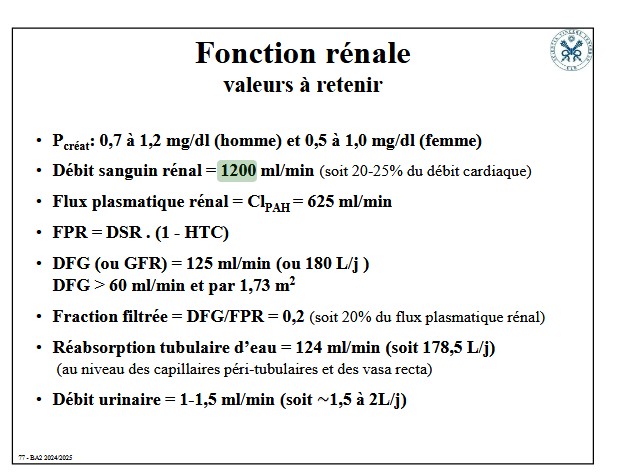 Fonction rénale
valeurs à retenir
• Pcréat: 0,7 à 1,2 mg/dl (homme) et 0,5 à 1,0 mg/dl (femme)
• Débit sanguin rénal = 1200 ml/min (soit 20-25% du débit cardiaque)
• Flux plasmatique rénal = ClPAH = 625 ml/min
• FPR = DSR . (1 - HTC)
• DFG (ou GFR) = 125 ml/min (ou 180 L/j )
DFG > 60 ml/min et par 1,73 m²
• Fraction filtrée = DFG/FPR = 0,2 (soit 20% du flux plasmatique rénal)
• Réabsorption tubulaire d’eau = 124 ml/min (soit 178,5 L/j)
(au niveau des capillaires péri-tubulaires et des vasa recta)
• Débit urinaire = 1-1,5 ml/min (soit ~1,5 à 2L/j)
77 - BA2 2024/2025